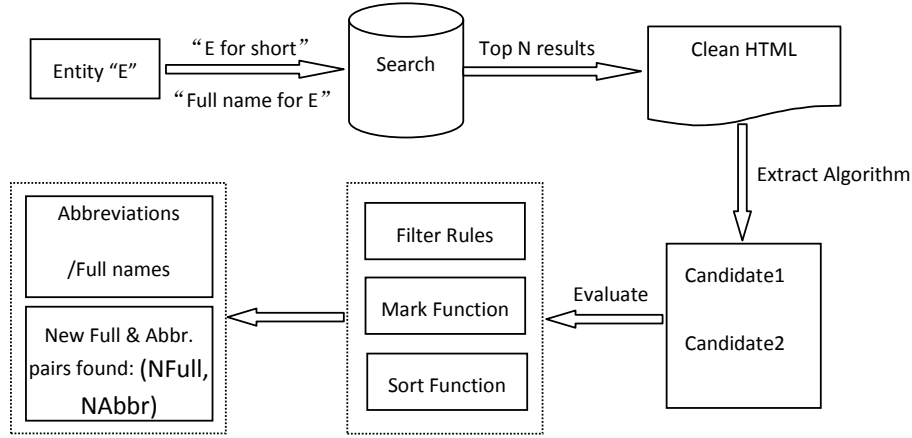 Entity “E”
“E for short”
“Full name for E”
Search
Top N results
Clean HTML
Extract Algorithm
Candidate1
Candidate2
Evaluate
Filter Rules
Mark Function
Sort Function
Abbreviations
/Full names
New Full & Abbr.
pairs found: (NFull,
NAbbr)